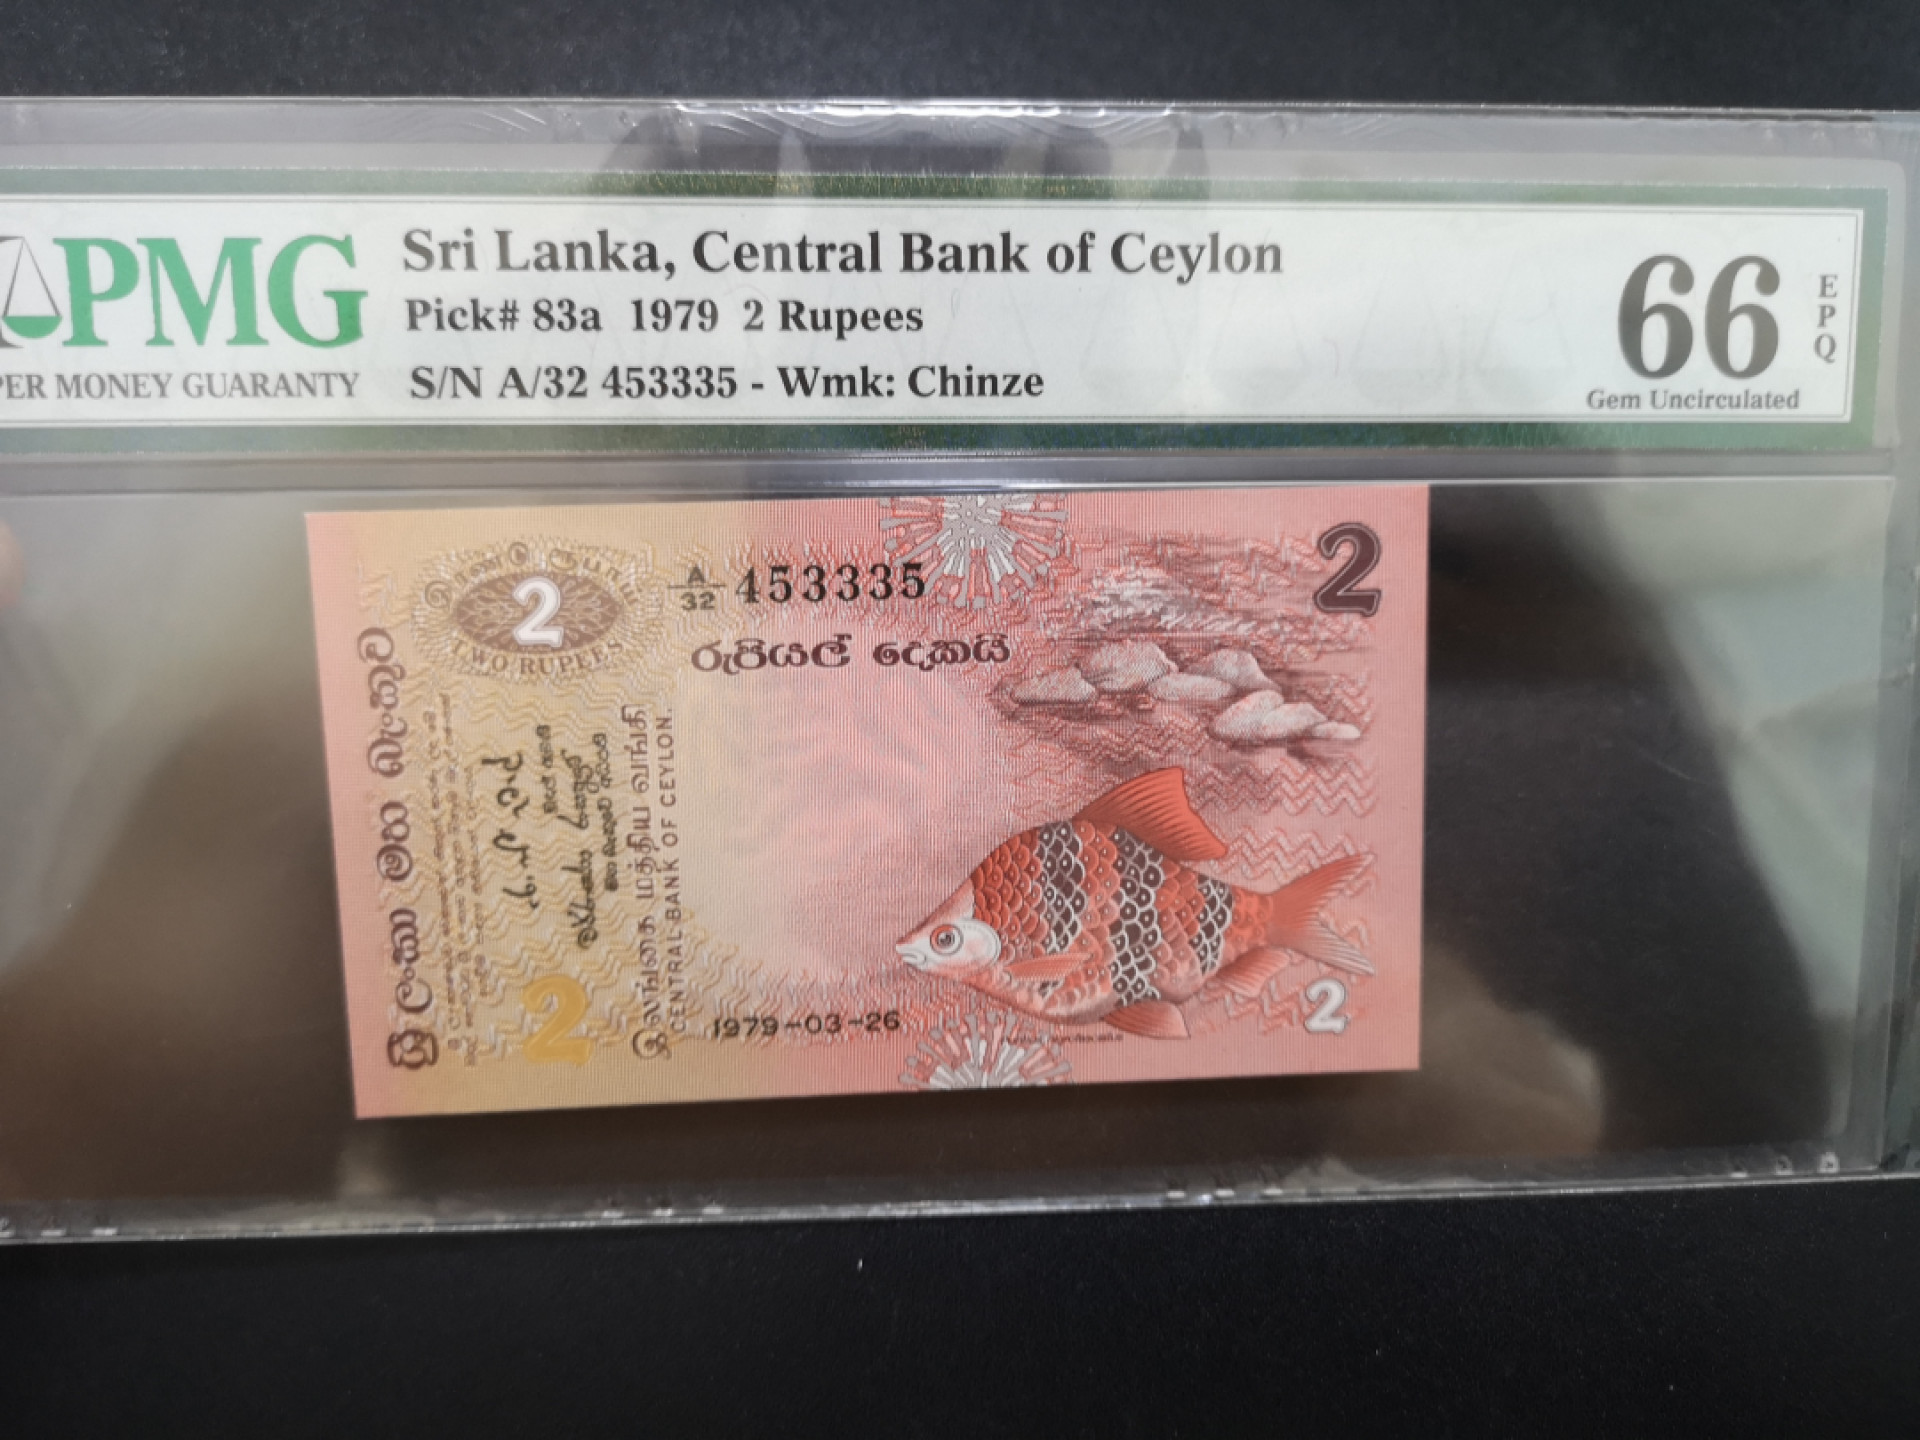 PMG
PER MONEY GUARANTY
Sri Lanka, Central Bank of Ceylon
Pick# 83a 1979 2 Rupees
S/N A/32 453335 - Wmk: Chinze
66
EPQ
Gem Uncirculated
2
TWO RUPEES
A/32 453335
රුපියල් දෙකයි
2
ශ්‍රී ලංකා මහ බැංකුව
இலங்கை மத்திய வங்கி
CENTRAL BANK OF CEYLON.
2
1979-03-26
2